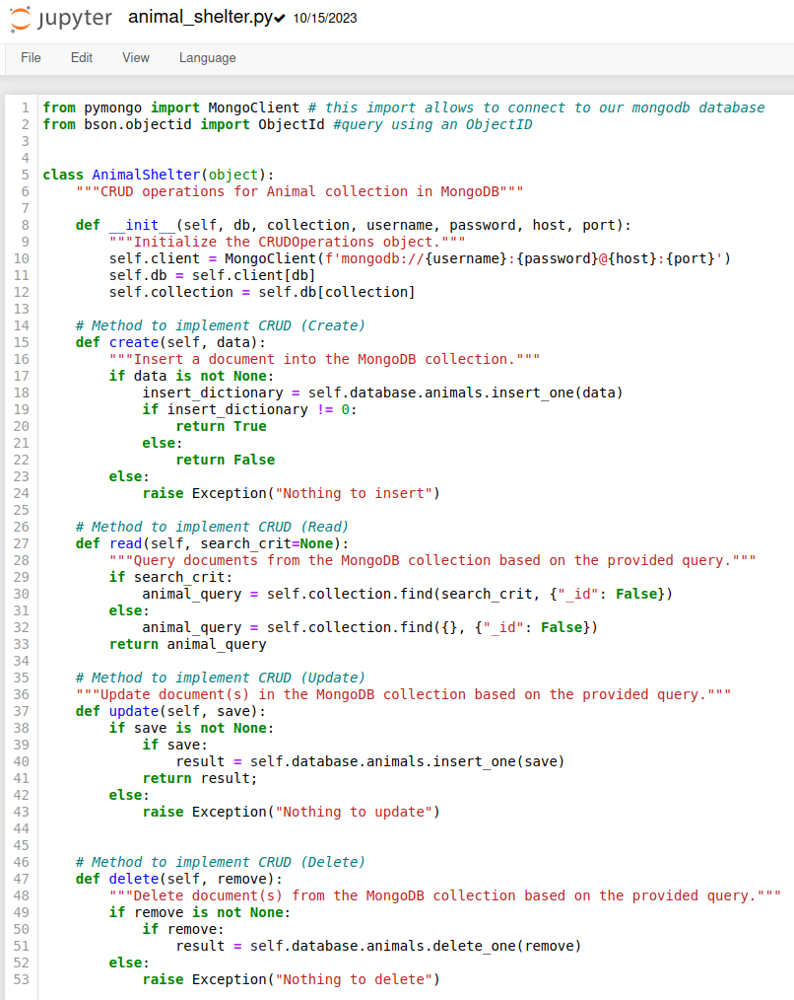 jupyter animal_shelter.py✔ 10/15/2023
File Edit View Language
1 from pymongo import MongoClient # this import allows to connect to our mongodb database
2 from bson.objectid import ObjectId #query using an ObjectID
3
4
5 class AnimalShelter(object):
6     """CRUD operations for Animal collection in MongoDB"""
7
8     def __init__(self, db, collection, username, password, host, port):
9         """Initialize the CRUDOperations object."""
10         self.client = MongoClient(f'mongodb://{username}:{password}@{host}:{port}')
11         self.db = self.client[db]
12         self.collection = self.db[collection]
13
14     # Method to implement CRUD (Create)
15     def create(self, data):
16         """Insert a document into the MongoDB collection."""
17         if data is not None:
18             insert_dictionary = self.database.animals.insert_one(data)
19             if insert_dictionary != 0:
20                 return True
21             else:
22                 return False
23         else:
24             raise Exception("Nothing to insert")
25
26     # Method to implement CRUD (Read)
27     def read(self, search_crit=None):
28         """Query documents from the MongoDB collection based on the provided query."""
29         if search_crit:
30             animal_query = self.collection.find(search_crit, {"_id": False})
31         else:
32             animal_query = self.collection.find({}, {"_id": False})
33         return animal_query
34
35     # Method to implement CRUD (Update)
36     """Update document(s) in the MongoDB collection based on the provided query."""
37     def update(self, save):
38         if save is not None:
39             if save:
40                 result = self.database.animals.insert_one(save)
41             return result;
42         else:
43             raise Exception("Nothing to update")
44
45
46     # Method to implement CRUD (Delete)
47     def delete(self, remove):
48         """Delete document(s) from the MongoDB collection based on the provided query."""
49         if remove is not None:
50             if remove:
51                 result = self.database.animals.delete_one(remove)
52         else:
53             raise Exception("Nothing to delete")